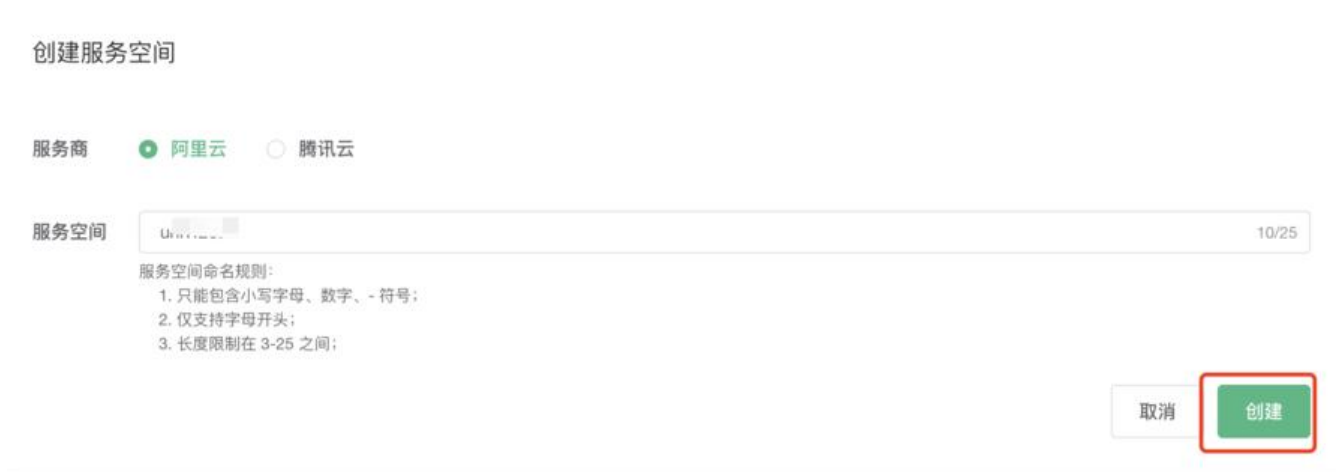 创建服务空间
服务商 阿里云 腾讯云
服务空间 10/25
服务空间命名规则:
1. 只能包含小写字母、数字、- 符号;
2. 仅支持字母开头;
3. 长度限制在 3-25 之间;
取消 创建